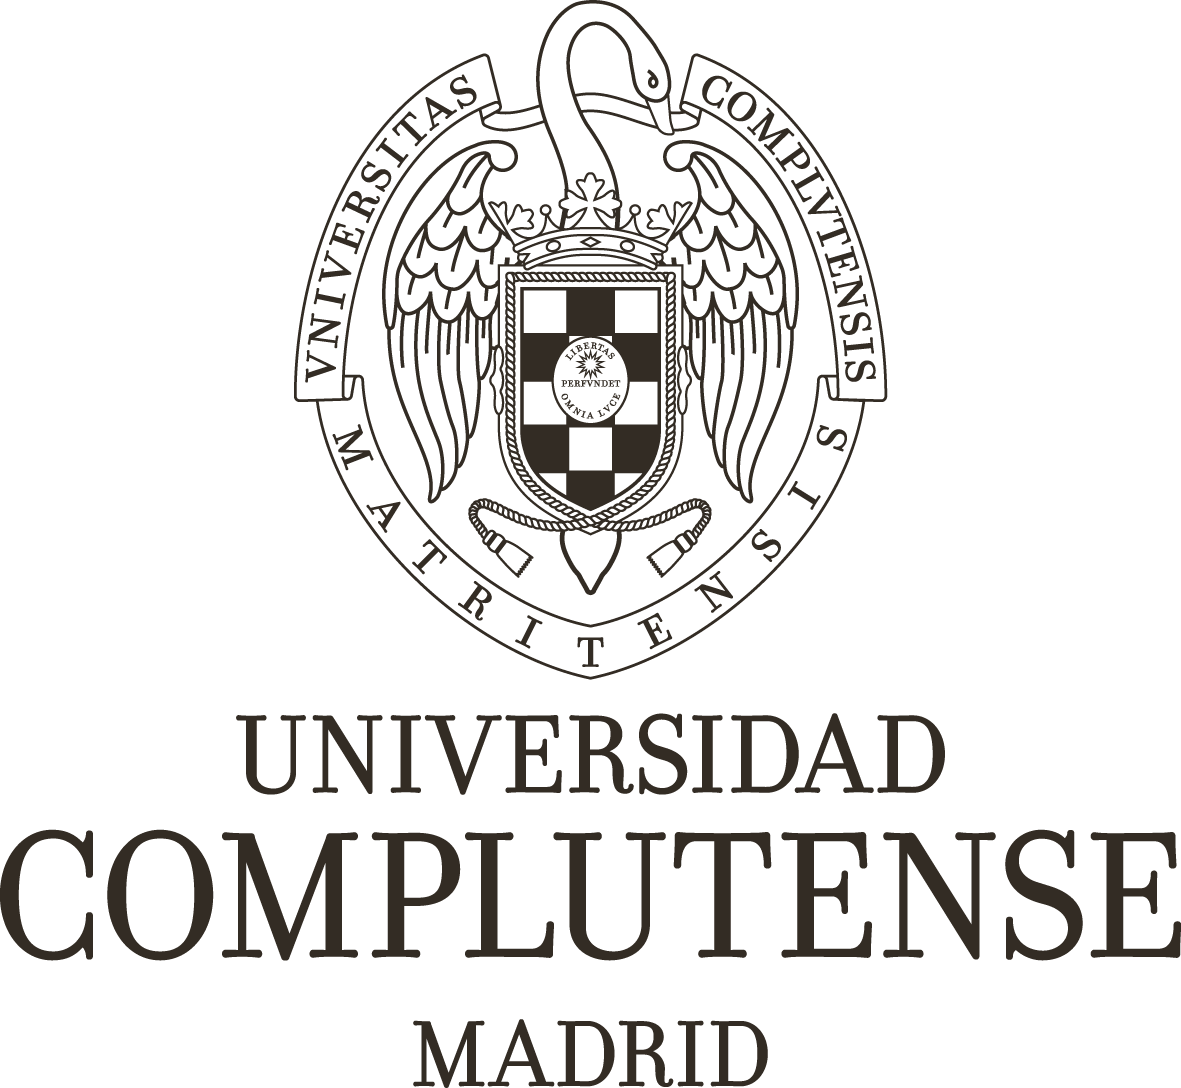 VNIVERSITAS COMPLVTENSIS
MATRITENSIS
LIBERTAS
PERFVNDET
OMNIA LVCE
UNIVERSIDAD
COMPLUTENSE
MADRID